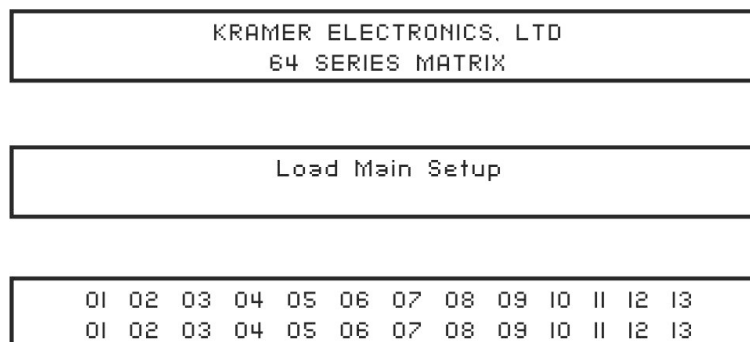 KRAMER ELECTRONICS, LTD
64 SERIES MATRIX
Load Main Setup
01 02 03 04 05 06 07 08 09 10 11 12 13
01 02 03 04 05 06 07 08 09 10 11 12 13